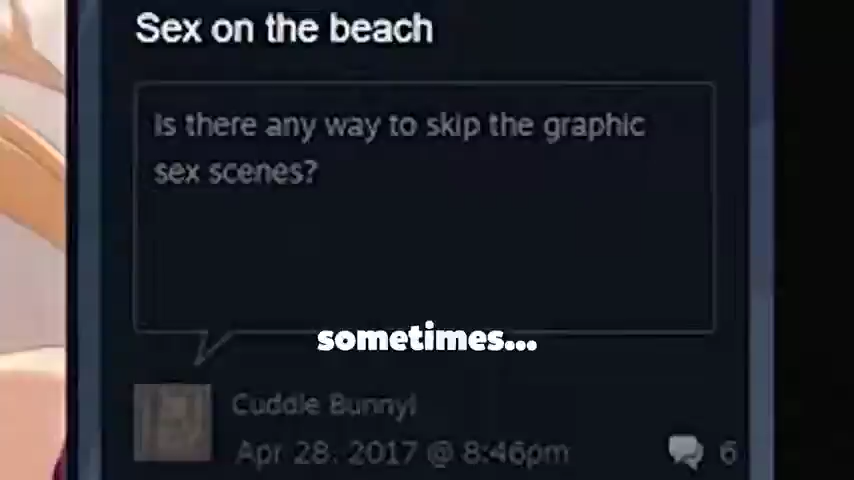 Sex on the beach
Is there any way to skip the graphic
sex scenes?
sometimes...
Cuddle Bunny!
Apr 28, 2017 @ 8:46pm
6